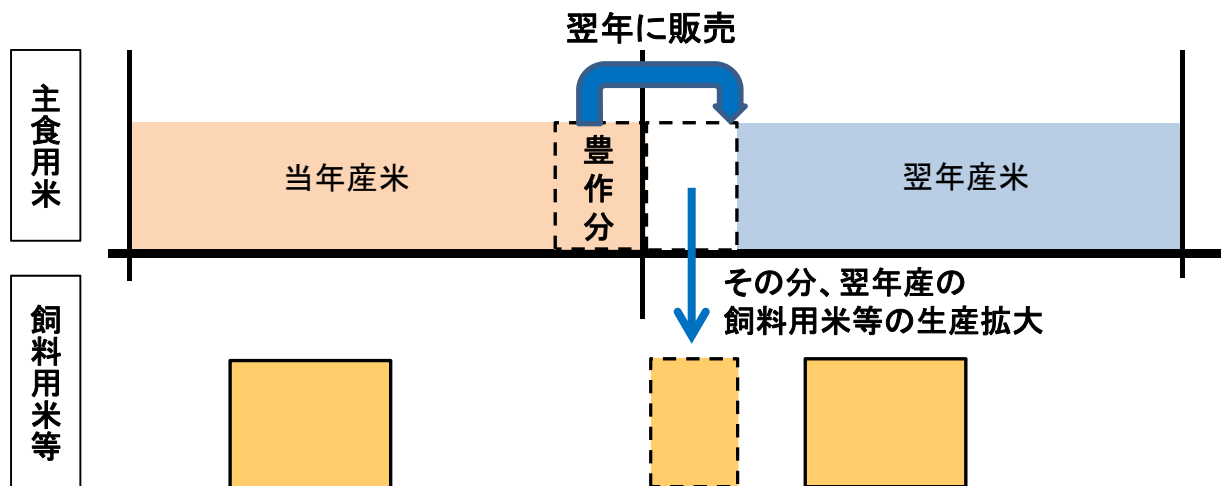 翌年に販売
主食用米
当年産米
豊作分
翌年産米
その分、翌年産の
飼料用米等の生産拡大
飼料用米等